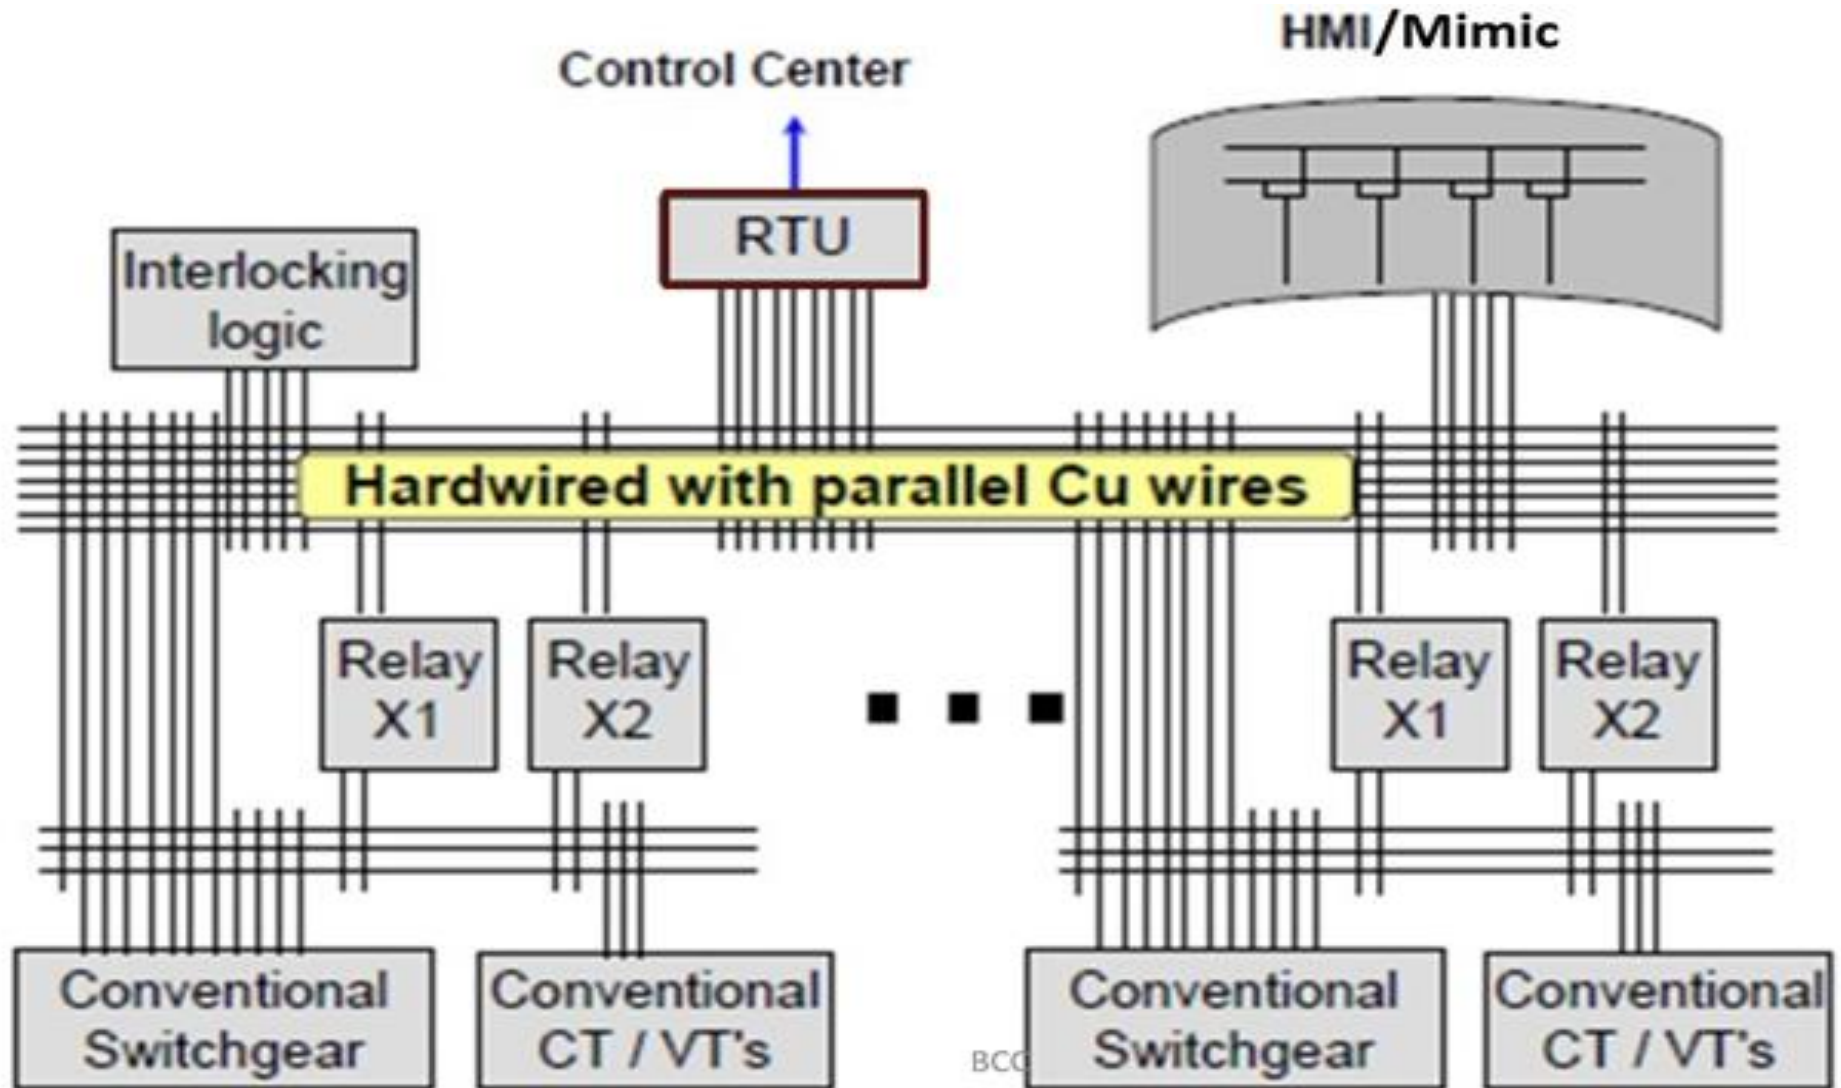 HMI/Mimic
Control Center
RTU
Interlocking
logic
Hardwired with parallel Cu wires
Relay
X1
Relay
X2
Relay
X1
Relay
X2
Conventional
Switchgear
Conventional
CT / VT's
Conventional
Switchgear
Conventional
CT / VT's